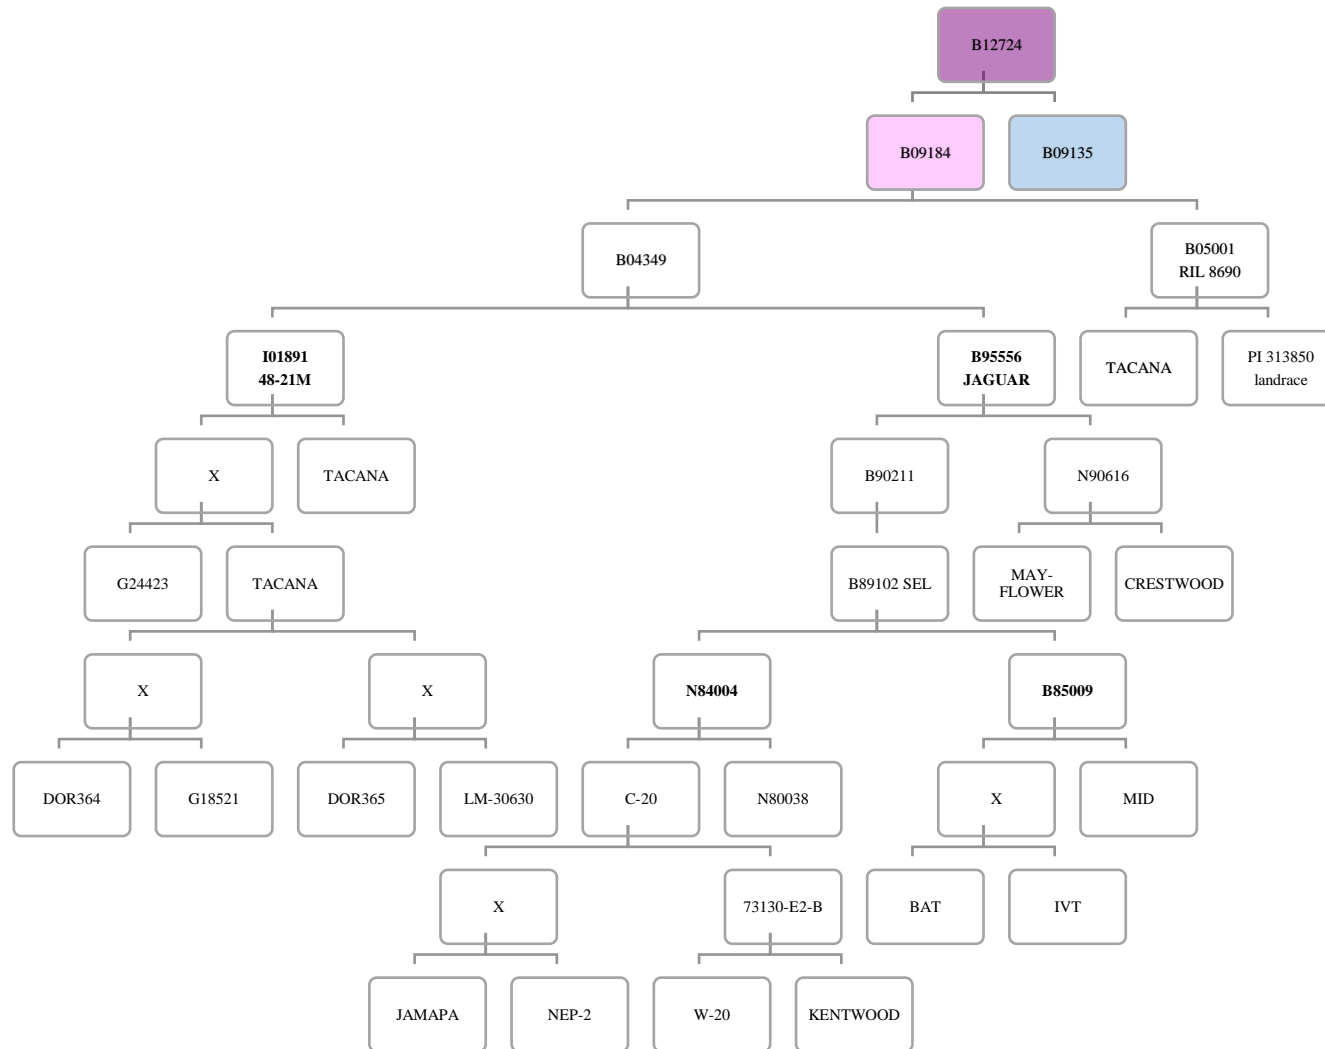 B12724
B09184
B09135
B04349
B05001
RIL 8690
I01891
48-21M
B95556
JAGUAR
TACANA
PI 313850
landrace
X
TACANA
B90211
N90616
G24423
TACANA
B89102 SEL
MAY-
FLOWER
CRESTWOOD
X
X
N84004
B85009
DOR364
G18521
DOR365
LM-30630
C-20
N80038
X
MID
X
73130-E2-B
BAT
IVT
JAMAPA
NEP-2
W-20
KENTWOOD